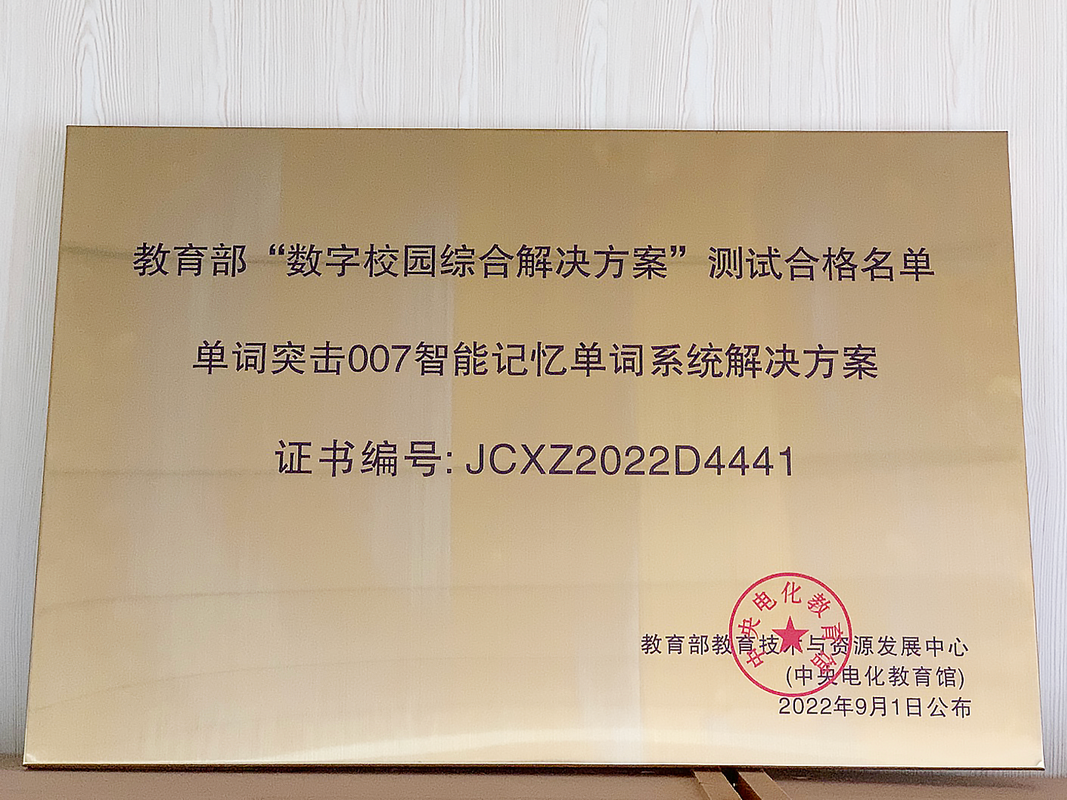 教育部“数字校园综合解决方案”测试合格名单
单词突击007智能记忆单词系统解决方案
证书编号: JCXZ2022D4441
中央电化教育馆
教育部教育技术与资源发展中心
(中央电化教育馆)
2022年9月1日公布